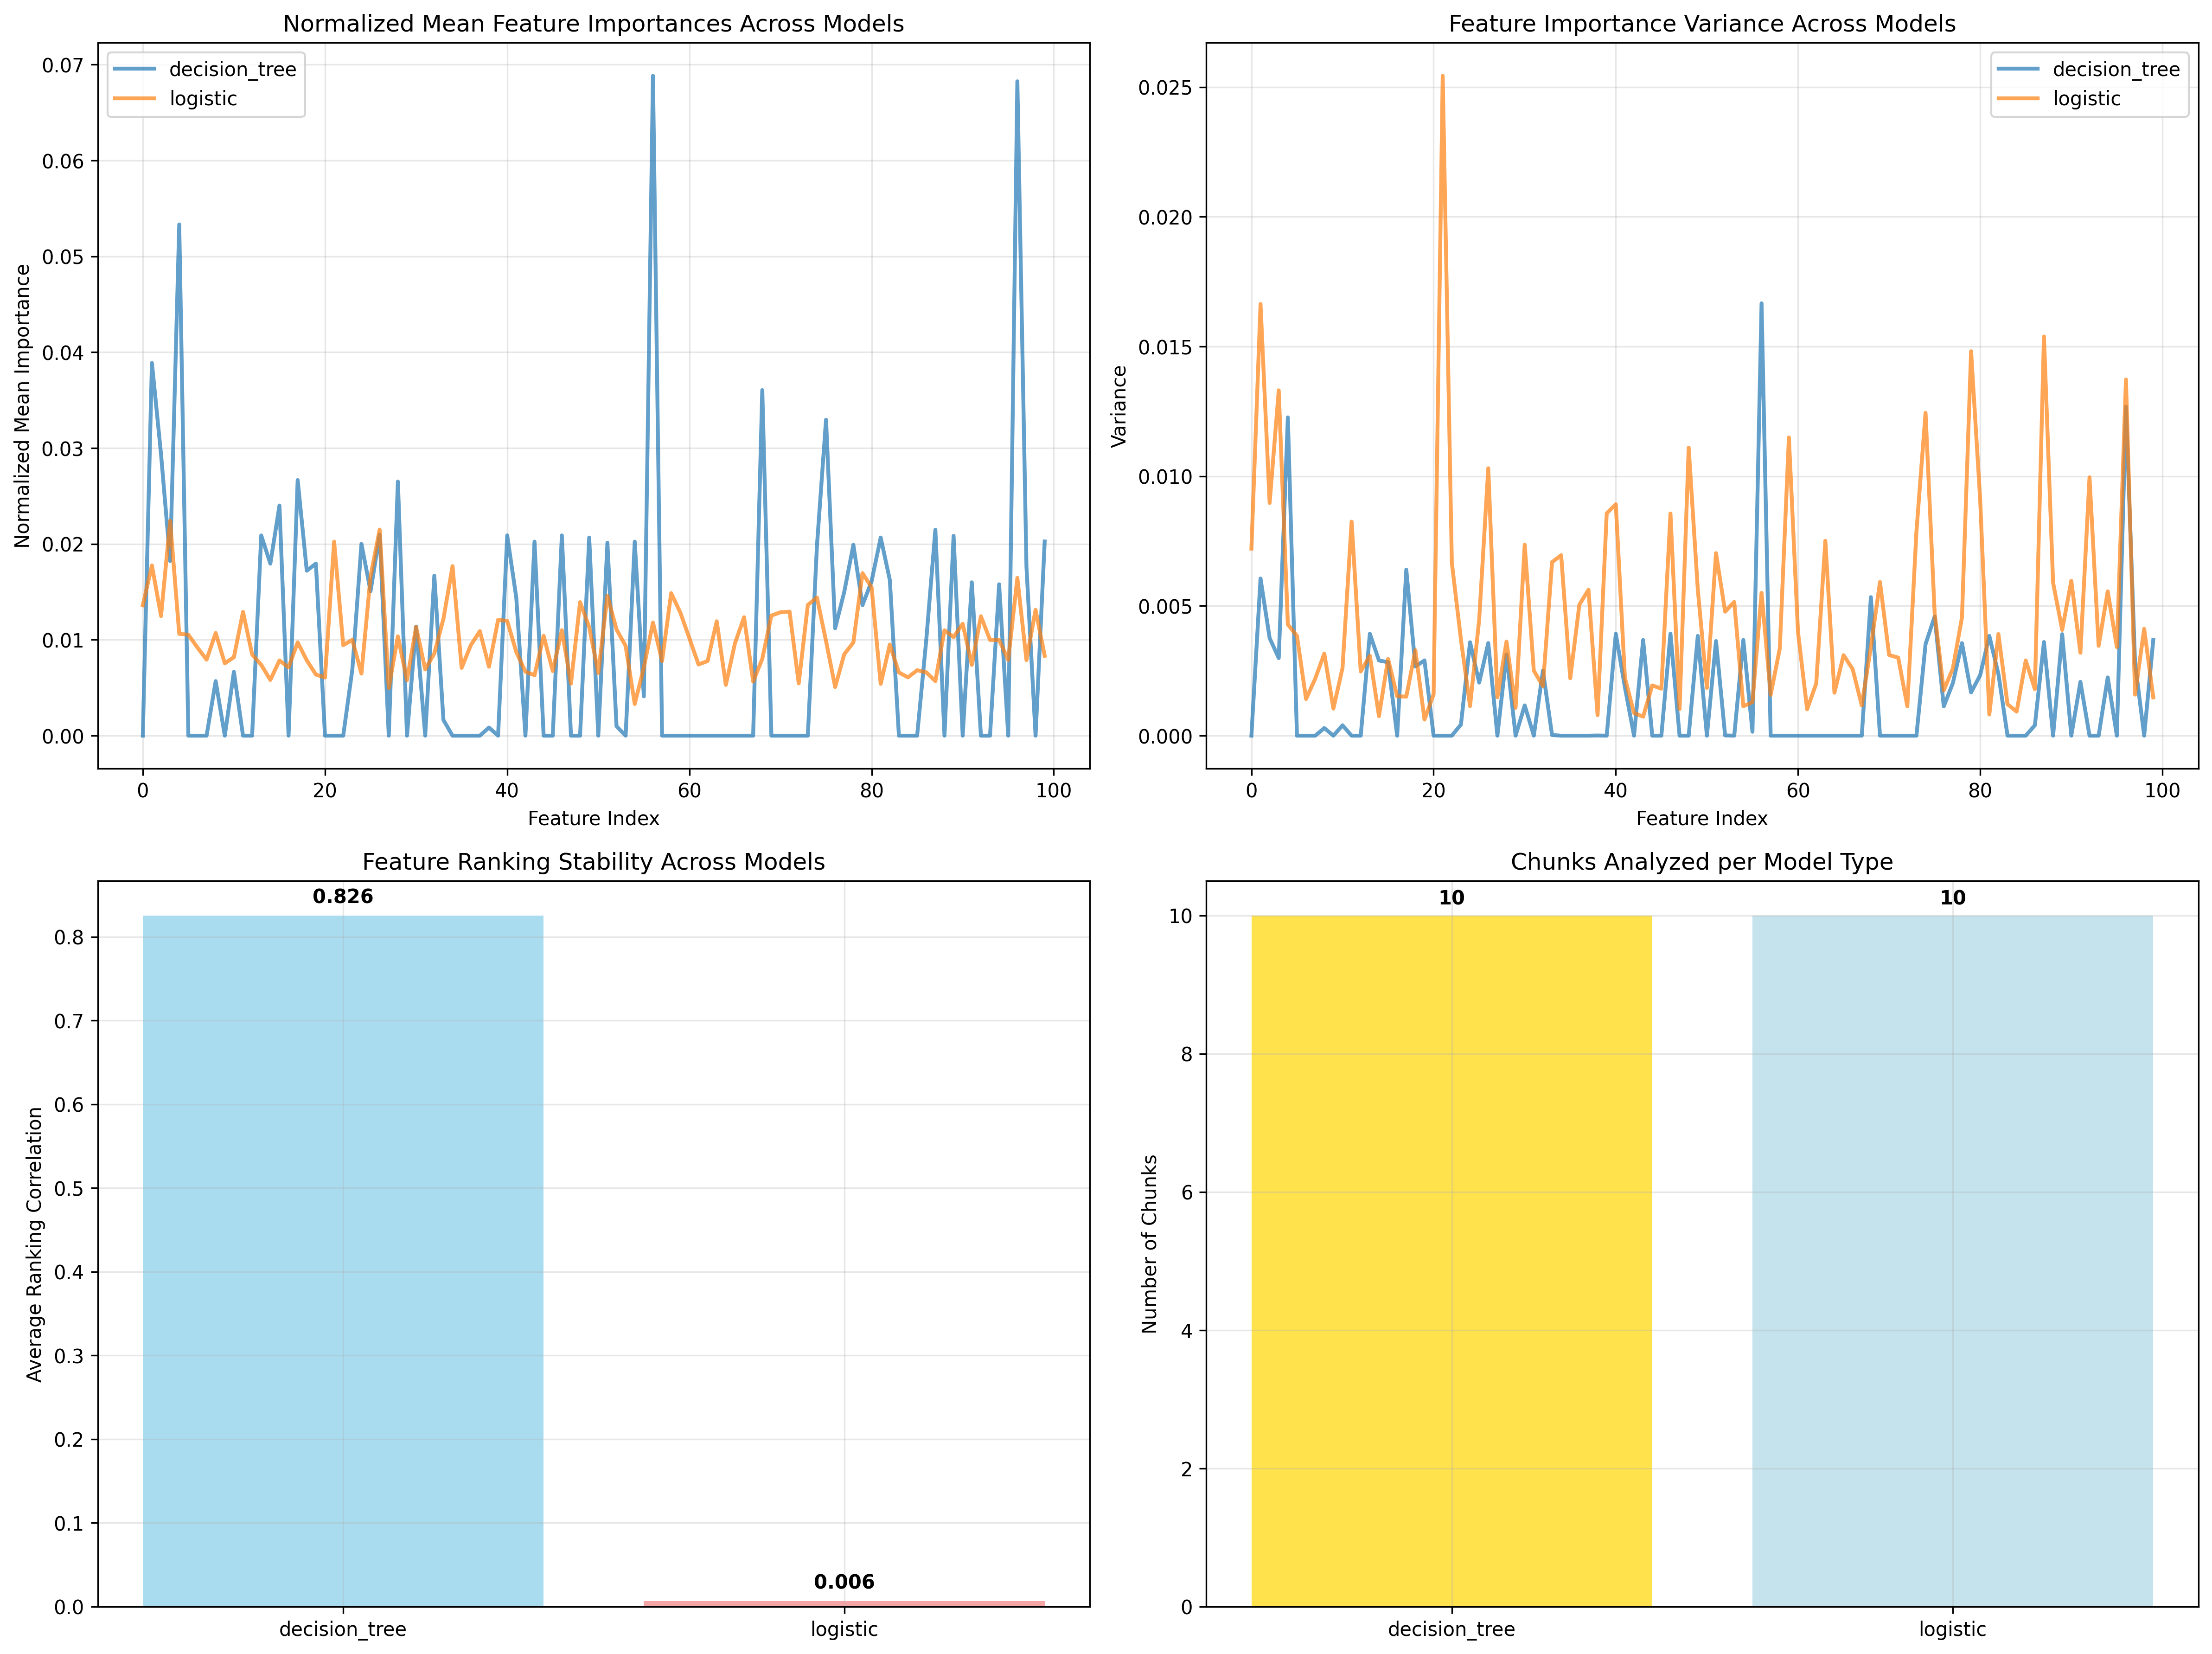 Normalized Mean Feature Importances Across Models
decision_tree
logistic
Normalized Mean Importance
0.07
0.06
0.05
0.04
0.03
0.02
0.01
0.00
0
20
40
60
80
100
Feature Index
Feature Importance Variance Across Models
decision_tree
logistic
Variance
0.025
0.020
0.015
0.010
0.005
0.000
0
20
40
60
80
100
Feature Index
Feature Ranking Stability Across Models
Average Ranking Correlation
0.826
0.006
0.8
0.7
0.6
0.5
0.4
0.3
0.2
0.1
0.0
decision_tree
logistic
Chunks Analyzed per Model Type
Number of Chunks
10
10
10
8
6
4
2
0
decision_tree
logistic